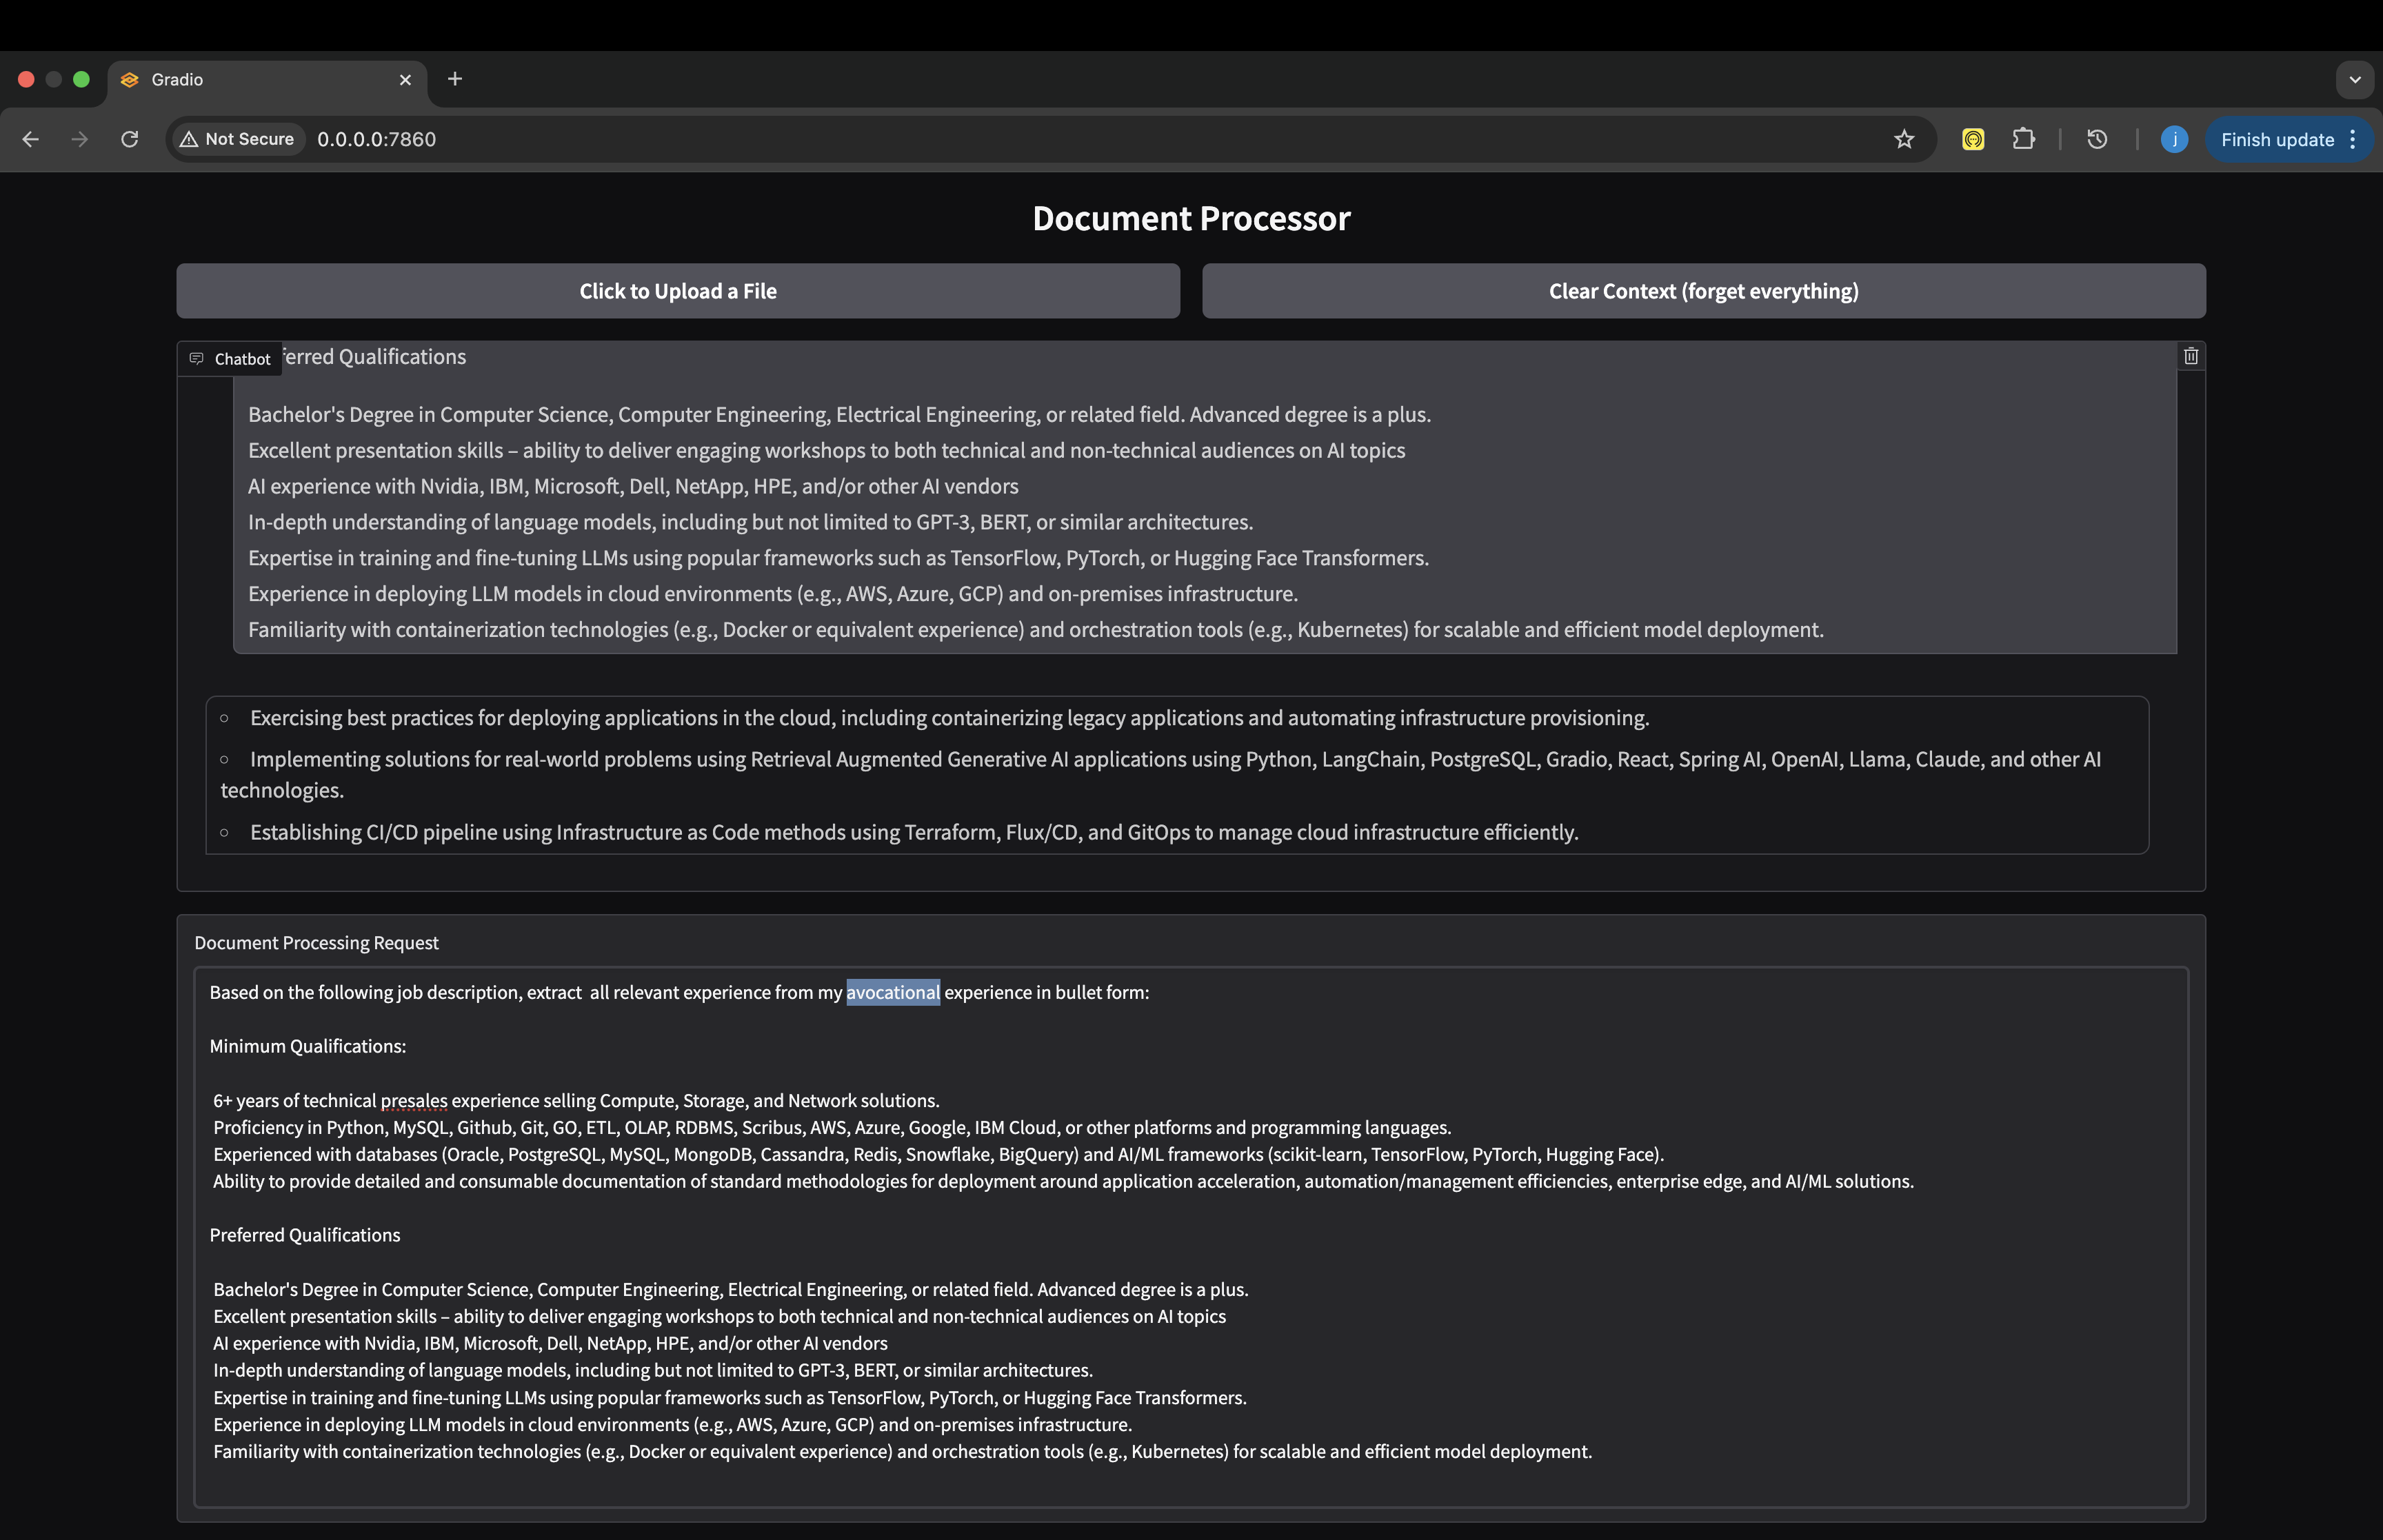 Gradio
Not Secure
0.0.0.0:7860
j
Finish update
Document Processor
Click to Upload a File
Clear Context (forget everything)
Chatbot
ferred Qualifications
Bachelor's Degree in Computer Science, Computer Engineering, Electrical Engineering, or related field. Advanced degree is a plus.
Excellent presentation skills – ability to deliver engaging workshops to both technical and non-technical audiences on AI topics
AI experience with Nvidia, IBM, Microsoft, Dell, NetApp, HPE, and/or other AI vendors
In-depth understanding of language models, including but not limited to GPT-3, BERT, or similar architectures.
Expertise in training and fine-tuning LLMs using popular frameworks such as TensorFlow, PyTorch, or Hugging Face Transformers.
Experience in deploying LLM models in cloud environments (e.g., AWS, Azure, GCP) and on-premises infrastructure.
Familiarity with containerization technologies (e.g., Docker or equivalent experience) and orchestration tools (e.g., Kubernetes) for scalable and efficient model deployment.
○ Exercising best practices for deploying applications in the cloud, including containerizing legacy applications and automating infrastructure provisioning.
○ Implementing solutions for real-world problems using Retrieval Augmented Generative AI applications using Python, LangChain, PostgreSQL, Gradio, React, Spring AI, OpenAI, Llama, Claude, and other AI
technologies.
○ Establishing CI/CD pipeline using Infrastructure as Code methods using Terraform, Flux/CD, and GitOps to manage cloud infrastructure efficiently.
Document Processing Request
Based on the following job description, extract  all relevant experience from my avocational experience in bullet form:
Minimum Qualifications:
6+ years of technical presales experience selling Compute, Storage, and Network solutions.
Proficiency in Python, MySQL, Github, Git, GO, ETL, OLAP, RDBMS, Scribus, AWS, Azure, Google, IBM Cloud, or other platforms and programming languages.
Experienced with databases (Oracle, PostgreSQL, MySQL, MongoDB, Cassandra, Redis, Snowflake, BigQuery) and AI/ML frameworks (scikit-learn, TensorFlow, PyTorch, Hugging Face).
Ability to provide detailed and consumable documentation of standard methodologies for deployment around application acceleration, automation/management efficiencies, enterprise edge, and AI/ML solutions.
Preferred Qualifications
Bachelor's Degree in Computer Science, Computer Engineering, Electrical Engineering, or related field. Advanced degree is a plus.
Excellent presentation skills – ability to deliver engaging workshops to both technical and non-technical audiences on AI topics
AI experience with Nvidia, IBM, Microsoft, Dell, NetApp, HPE, and/or other AI vendors
In-depth understanding of language models, including but not limited to GPT-3, BERT, or similar architectures.
Expertise in training and fine-tuning LLMs using popular frameworks such as TensorFlow, PyTorch, or Hugging Face Transformers.
Experience in deploying LLM models in cloud environments (e.g., AWS, Azure, GCP) and on-premises infrastructure.
Familiarity with containerization technologies (e.g., Docker or equivalent experience) and orchestration tools (e.g., Kubernetes) for scalable and efficient model deployment.